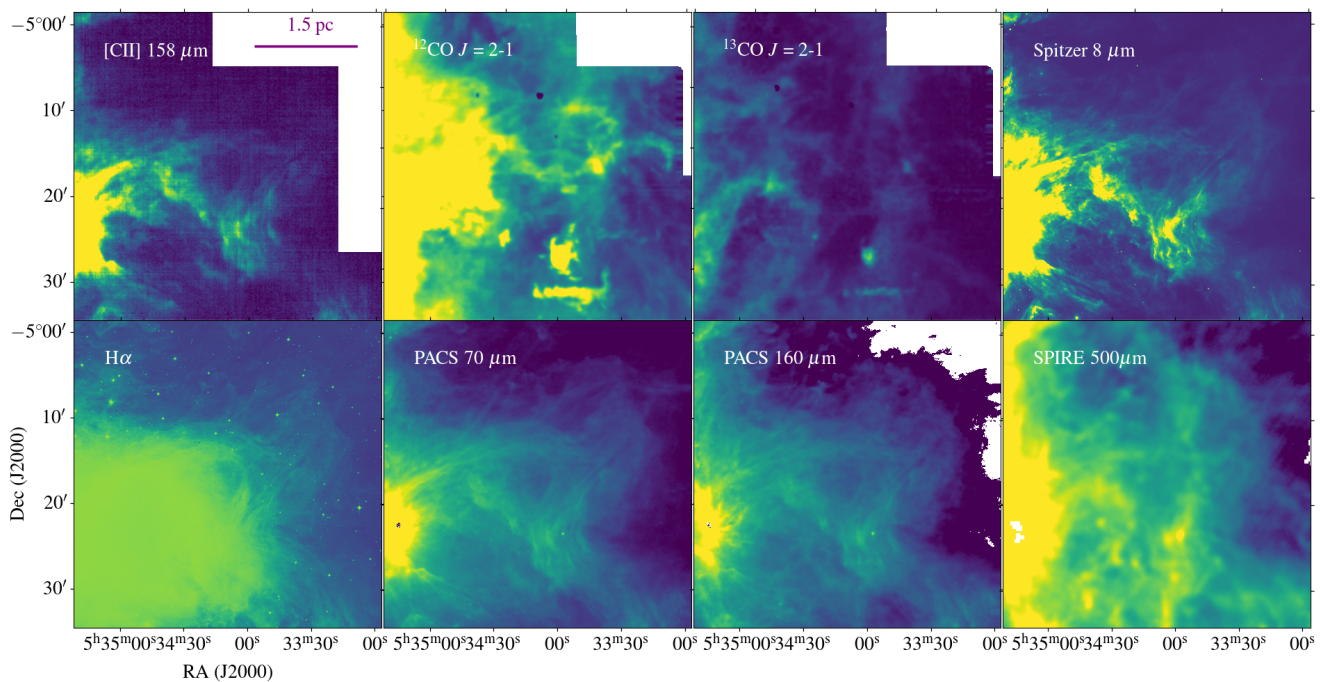 −5°00′
[CII] 158 μm
1.5 pc
¹²CO J = 2-1
¹³CO J = 2-1
Spitzer 8 μm
10′
20′
30′
−5°00′
Hα
PACS 70 μm
PACS 160 μm
SPIRE 500μm
10′
20′
30′
Dec (J2000)
5ʰ35ᵐ00ˢ 34ᵐ30ˢ 00ˢ 33ᵐ30ˢ 00ˢ
5ʰ35ᵐ00ˢ 34ᵐ30ˢ 00ˢ 33ᵐ30ˢ 00ˢ
5ʰ35ᵐ00ˢ 34ᵐ30ˢ 00ˢ 33ᵐ30ˢ 00ˢ
5ʰ35ᵐ00ˢ 34ᵐ30ˢ 00ˢ 33ᵐ30ˢ 00ˢ
RA (J2000)